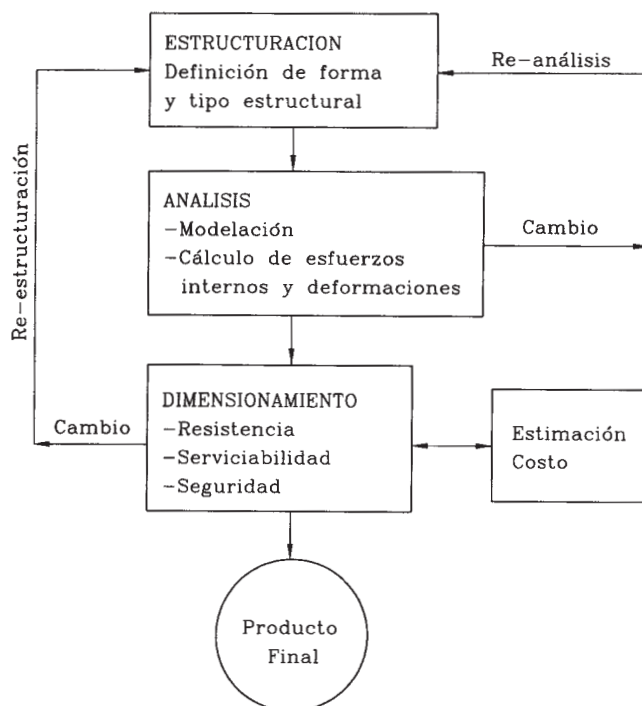 ESTRUCTURACION
Definición de forma
y tipo estructural
Re-análisis
Re-estructuración
ANALISIS
-Modelación
-Cálculo de esfuerzos
internos y deformaciones
Cambio
DIMENSIONAMIENTO
-Resistencia
-Serviciabilidad
-Seguridad
Cambio
Estimación
Costo
Producto
Final